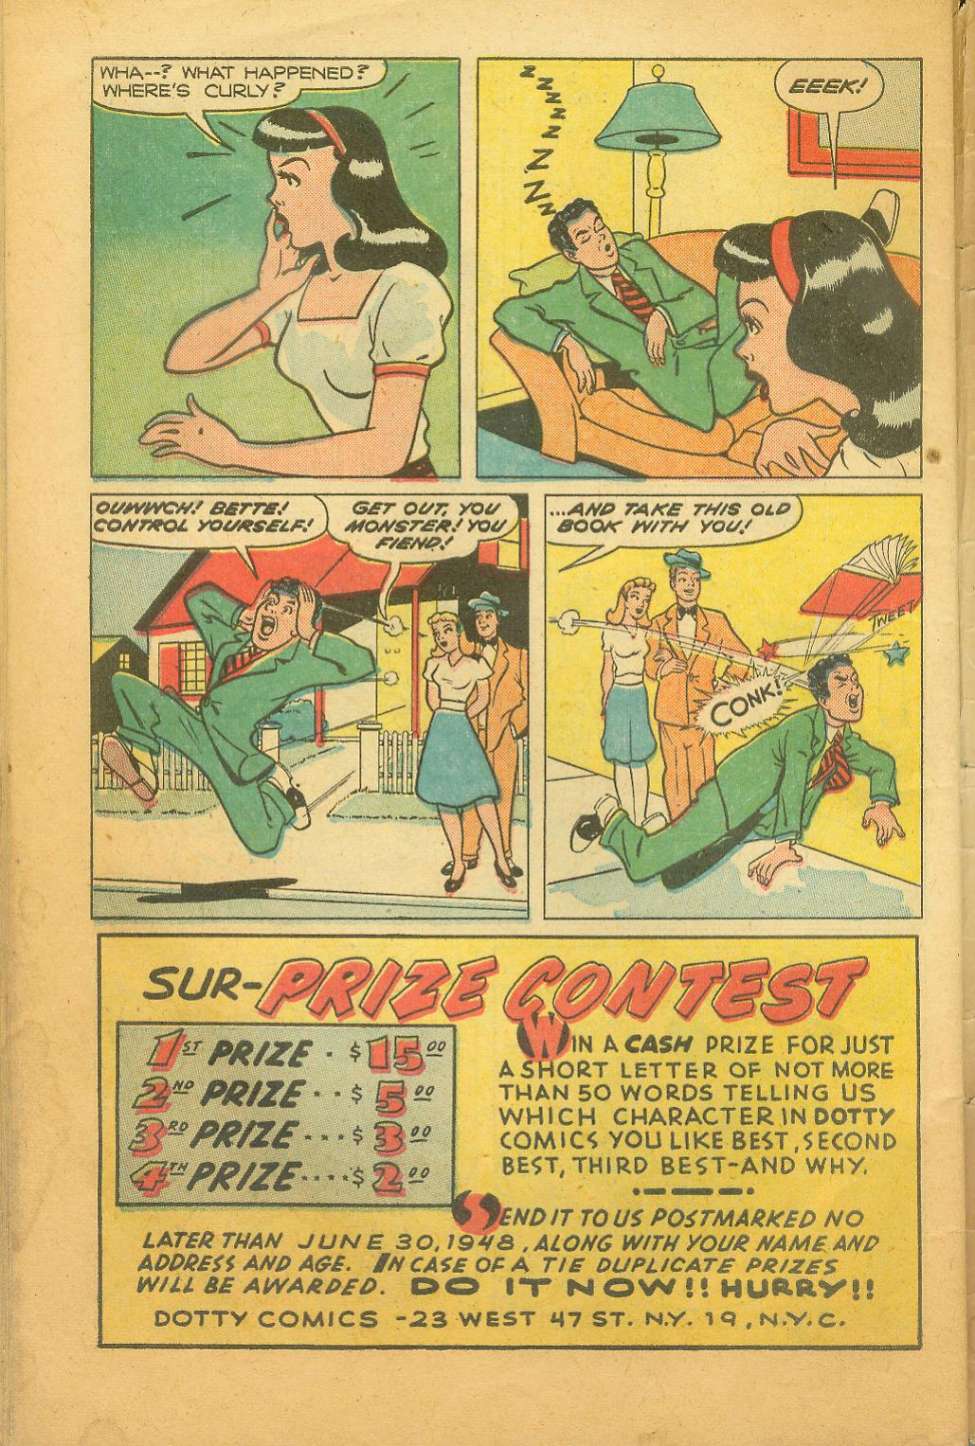 WHA--? WHAT HAPPENED?
WHERE'S CURLY?
Z
Z
Z
Z
Z
Z
Z
Z
EEEK!
OUWWCH! BETTE!
CONTROL YOURSELF!
GET OUT, YOU
MONSTER! YOU
FIEND!
...AND TAKE THIS OLD
BOOK WITH YOU!
TWEET
CONK!
SUR-PRIZE CONTEST
1ST PRIZE · $15 00
2ND PRIZE ·· $ 5 00
3RD PRIZE ··· $ 3 00
4TH PRIZE ···· $ 2 00
WIN A CASH PRIZE FOR JUST
A SHORT LETTER OF NOT MORE
THAN 50 WORDS TELLING US
WHICH CHARACTER IN DOTTY
COMICS YOU LIKE BEST, SECOND
BEST, THIRD BEST-AND WHY.
SEND IT TO US POSTMARKED NO
LATER THAN JUNE 30, 1948, ALONG WITH YOUR NAME AND
ADDRESS AND AGE. IN CASE OF A TIE DUPLICATE PRIZES
WILL BE AWARDED. DO IT NOW!! HURRY!!
DOTTY COMICS -23 WEST 47 ST. N.Y. 19, N.Y.C.